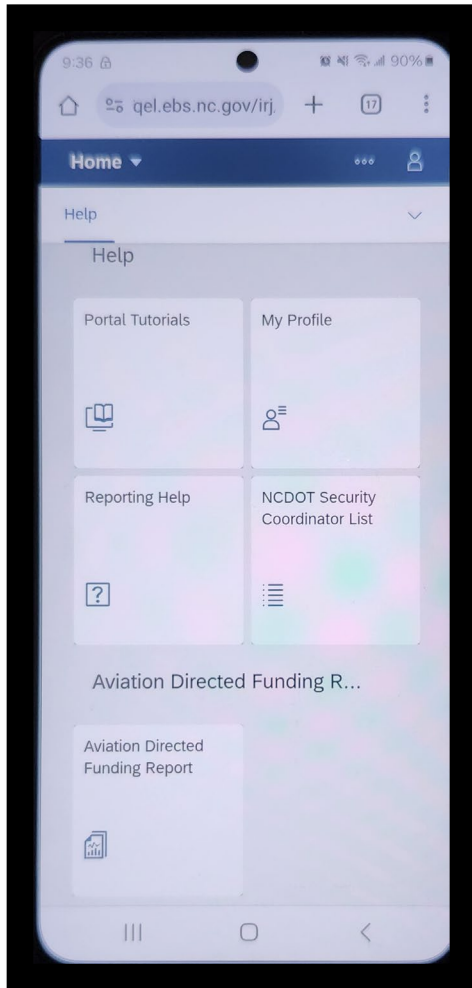 9:36 90%
qel.ebs.nc.gov/irj. + 17
Home
Help
Help
Portal Tutorials
My Profile
Reporting Help
NCDOT Security
Coordinator List
?
Aviation Directed Funding R...
Aviation Directed
Funding Report